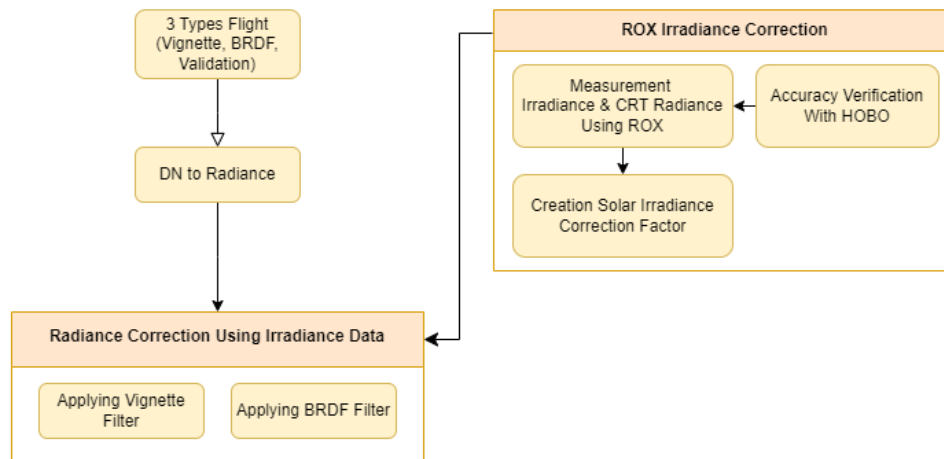 3 Types Flight
(Vignette, BRDF,
Validation)
DN to Radiance
ROX Irradiance Correction
Measurement
Irradiance & CRT Radiance
Using ROX
Accuracy Verification
With HOBO
Creation Solar Irradiance
Correction Factor
Radiance Correction Using Irradiance Data
Applying Vignette
Filter
Applying BRDF Filter